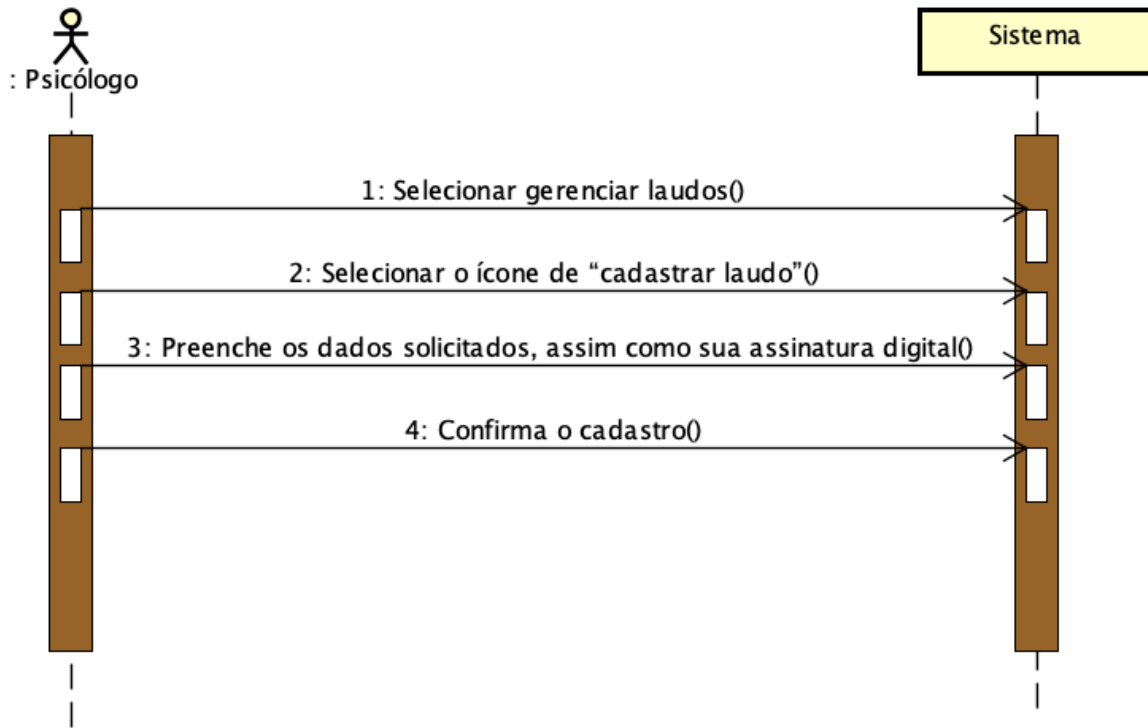 : Psicólogo
Sistema
1: Selecionar gerenciar laudos()
2: Selecionar o ícone de “cadastrar laudo”()
3: Preenche os dados solicitados, assim como sua assinatura digital()
4: Confirma o cadastro()